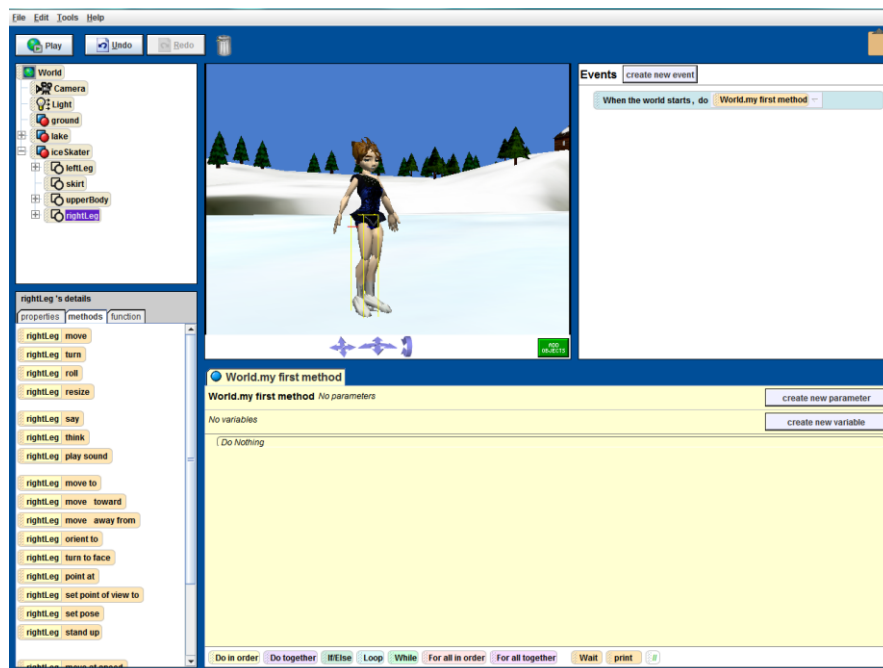 File Edit Tools Help
Play Undo Redo
World
Camera
Light
ground
lake
iceSkater
leftLeg
skirt
upperBody
rightLeg
Events create new event
When the world starts, do World.my first method
ADD OBJECTS
rightLeg 's details
properties methods function
rightLeg move
rightLeg turn
rightLeg roll
rightLeg resize
rightLeg say
rightLeg think
rightLeg play sound
rightLeg move to
rightLeg move toward
rightLeg move away from
rightLeg orient to
rightLeg turn to face
rightLeg point at
rightLeg set point of view to
rightLeg set pose
rightLeg stand up
rightLeg move at speed
World.my first method
World.my first method No parameters
create new parameter
No variables
create new variable
Do Nothing
Do in order Do together If/Else Loop While For all in order For all together Wait print //